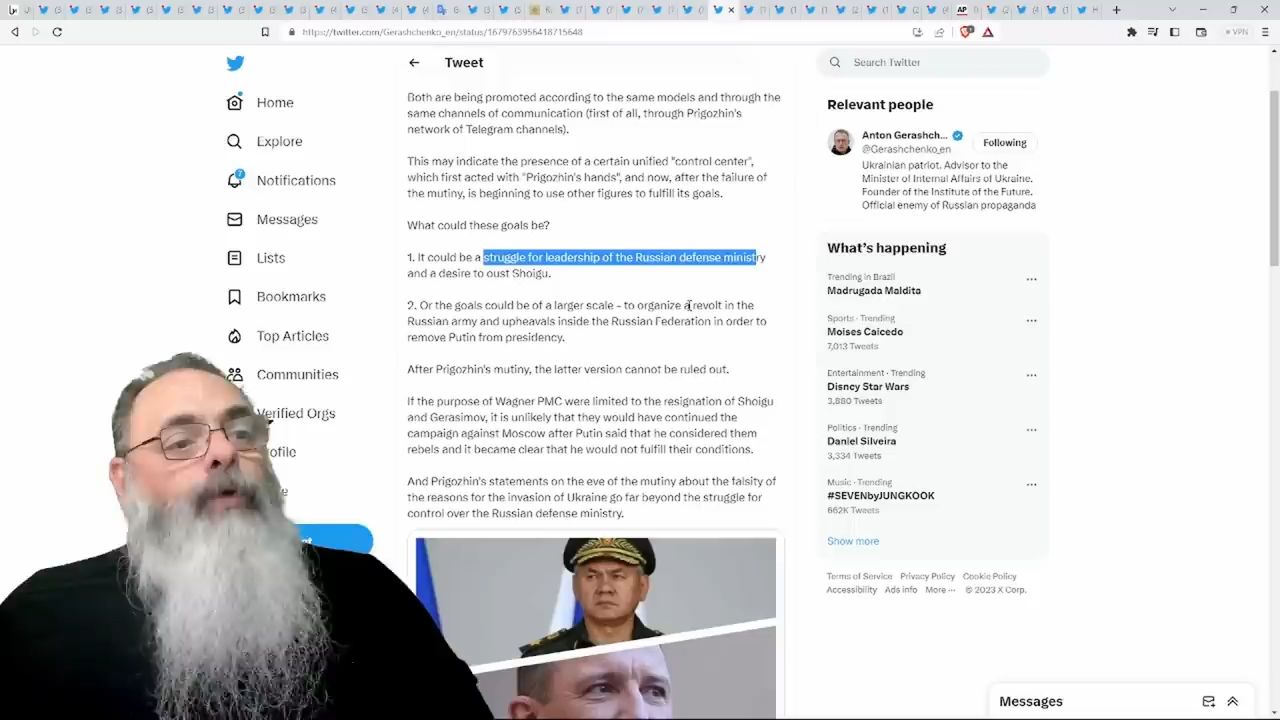 https://twitter.com/Gerashchenko_en/status/1679763956418715648
VPN
Home
Explore
Notifications
Messages
Lists
Bookmarks
Top Articles
Communities
Verified Orgs
Tweet
Both are being promoted according to the same models and through the
same channels of communication (first of all, through Prigozhin's
network of Telegram channels).
This may indicate the presence of a certain unified "control center",
which first acted with "Prigozhin's hands", and now, after the failure of
the mutiny, is beginning to use other figures to fulfill its goals.
What could these goals be?
1. It could be a struggle for leadership of the Russian defense ministry
and a desire to oust Shoigu.
2. Or the goals could be of a larger scale – to organize a revolt in the
Russian army and upheavals inside the Russian Federation in order to
remove Putin from presidency.
After Prigozhin's mutiny, the latter version cannot be ruled out.
If the purpose of Wagner PMC were limited to the resignation of Shoigu
and Gerasimov, it is unlikely that they would have continued the
campaign against Moscow after Putin said that he considered them
rebels and it became clear that he would not fulfill their conditions.
And Prigozhin's statements on the eve of the mutiny about the falsity of
the reasons for the invasion of Ukraine go far beyond the struggle for
control over the Russian defense ministry.
Search Twitter
Relevant people
Anton Gerashch...
@Gerashchenko_en
Following
Ukrainian patriot. Advisor to the
Minister of Internal Affairs of Ukraine.
Founder of the Institute of the Future.
Official enemy of Russian propaganda
What's happening
Trending in Brazil
Madrugada Maldita
Sports · Trending
Moises Caicedo
7,013 Tweets
Entertainment · Trending
Disney Star Wars
3,880 Tweets
Politics · Trending
Daniel Silveira
3,334 Tweets
Music · Trending
#SEVENbyJUNGKOOK
662K Tweets
Show more
Terms of Service Privacy Policy Cookie Policy
Accessibility Ads info More ··· © 2023 X Corp.
Messages